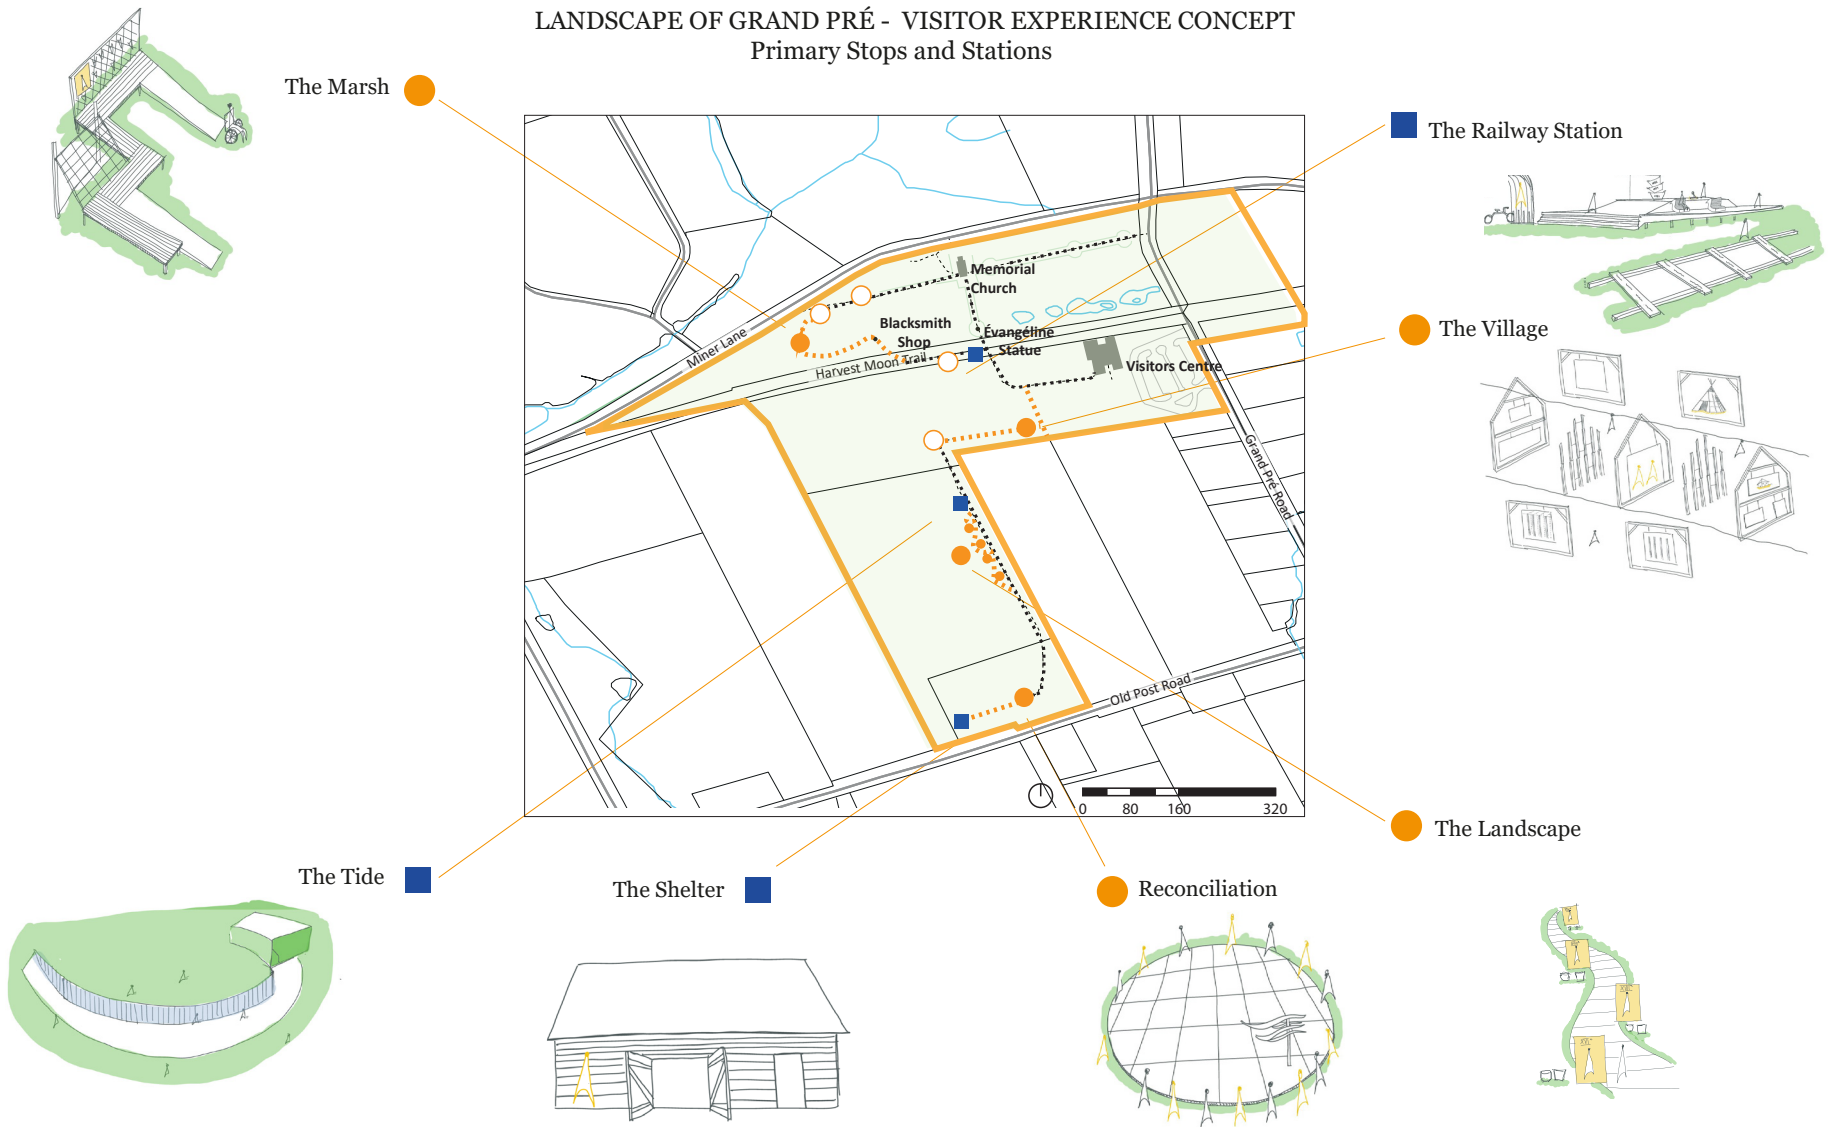 LANDSCAPE OF GRAND PRÉ - VISITOR EXPERIENCE CONCEPT
Primary Stops and Stations
The Marsh
The Railway Station
The Village
Memorial
Church
Blacksmith
Shop
Évangéline
Statue
Visitors Centre
Miner Lane
Harvest Moon Trail
Grand Pré Road
Old Post Road
0 80 160 320
The Landscape
The Tide
The Shelter
Reconciliation